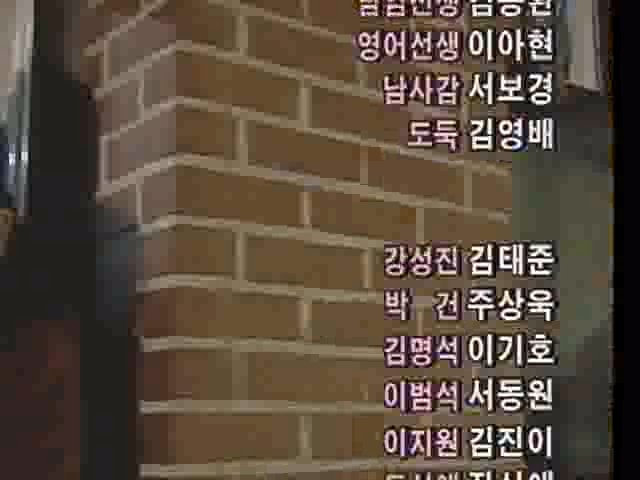 영어선생 이아현
남사감 서보경
도둑 김영배
강성진 김태준
박 건 주상욱
김명석 이기호
이범석 서동원
이지원 김진이